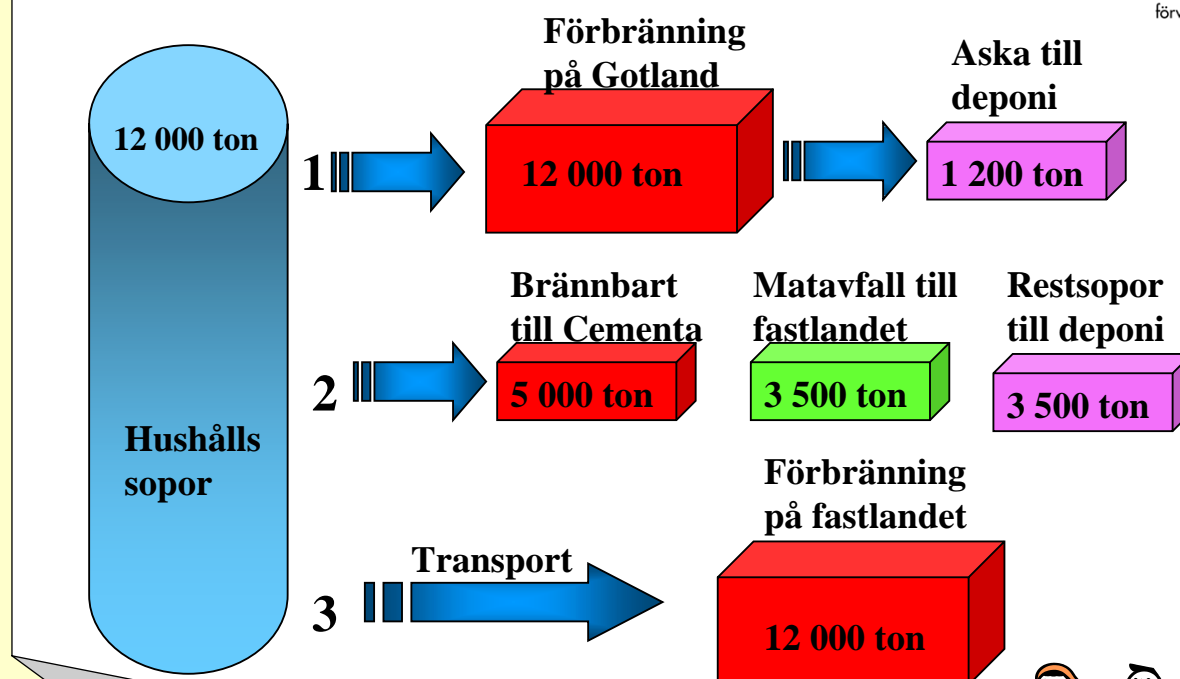 förv
12 000 ton
Hushålls
sopor
1
Förbränning
på Gotland
12 000 ton
Aska till
deponi
1 200 ton
2
Brännbart
till Cementa
5 000 ton
Matavfall till
fastlandet
3 500 ton
Restsopor
till deponi
3 500 ton
3
Transport
Förbränning
på fastlandet
12 000 ton